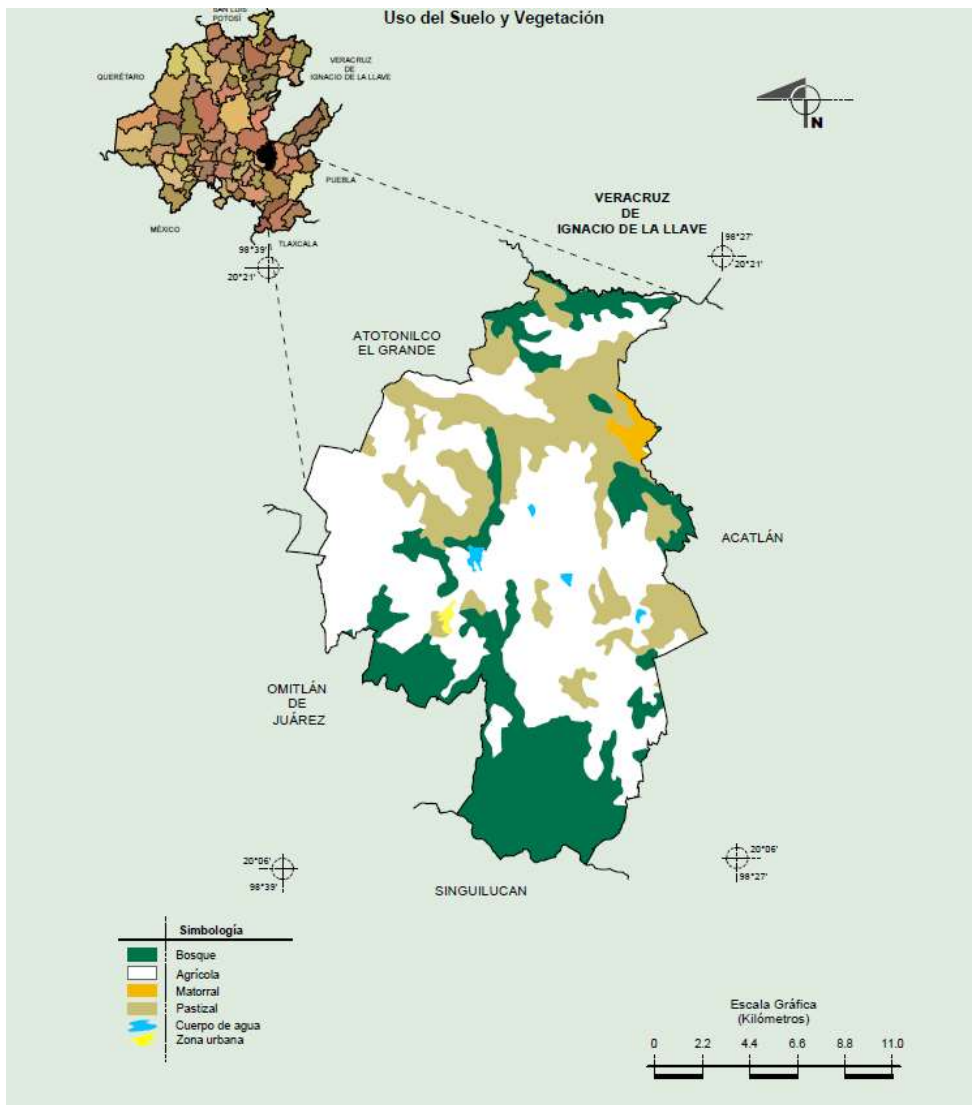 SAN LUIS
POTOSÍ
Uso del Suelo y Vegetación
QUERÉTARO
VERACRUZ
DE
IGNACIO DE LA LLAVE
N
PUEBLA
MÉXICO
TLAXCALA
VERACRUZ
DE
IGNACIO DE LA LLAVE
98°39'
20°21'
98°27'
20°21'
ATOTONILCO
EL GRANDE
ACATLÁN
OMITLÁN
DE
JUÁREZ
20°06'
98°39'
20°06'
98°27'
SINGUILUCAN
Simbología
Bosque
Agrícola
Matorral
Pastizal
Cuerpo de agua
Zona urbana
Escala Gráfica
(Kilómetros)
0 2.2 4.4 6.6 8.8 11.0